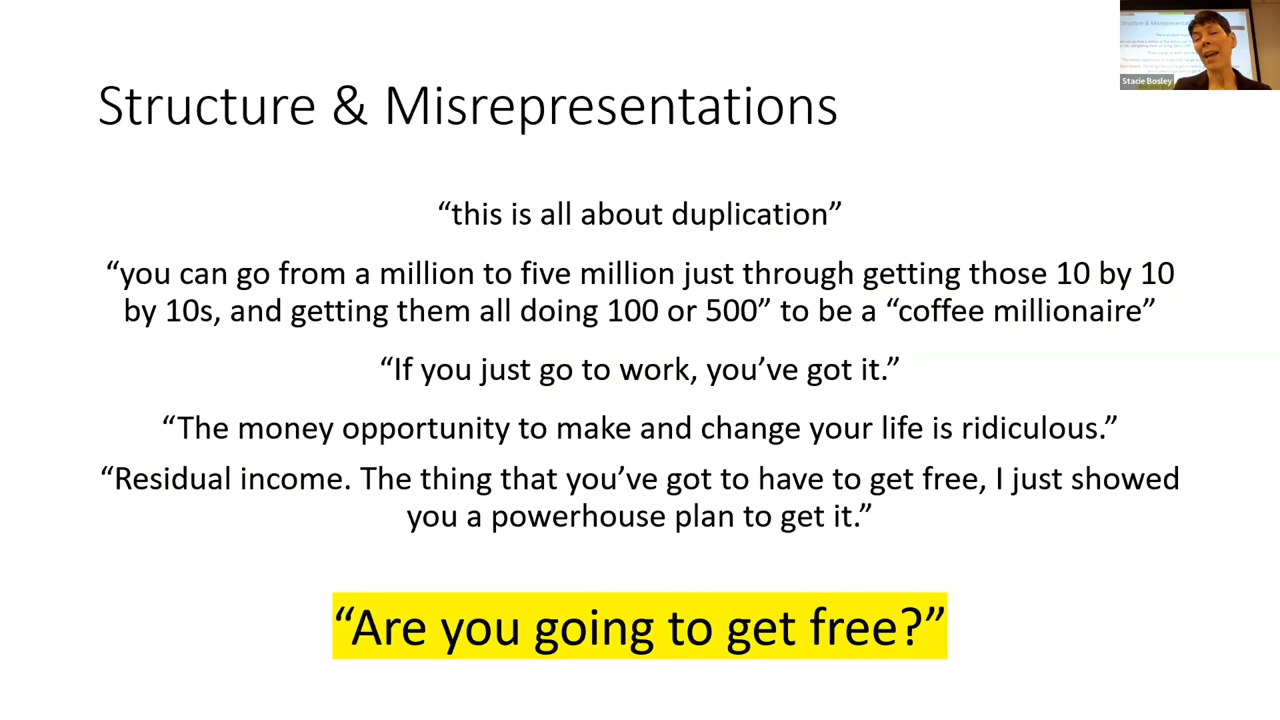 Structure & Misrepresentations
Stacie Bosley
“this is all about duplication”
“you can go from a million to five million just through getting those 10 by 10
by 10s, and getting them all doing 100 or 500” to be a “coffee millionaire”
“If you just go to work, you’ve got it.”
“The money opportunity to make and change your life is ridiculous.”
“Residual income. The thing that you’ve got to have to get free, I just showed
you a powerhouse plan to get it.”
“Are you going to get free?”